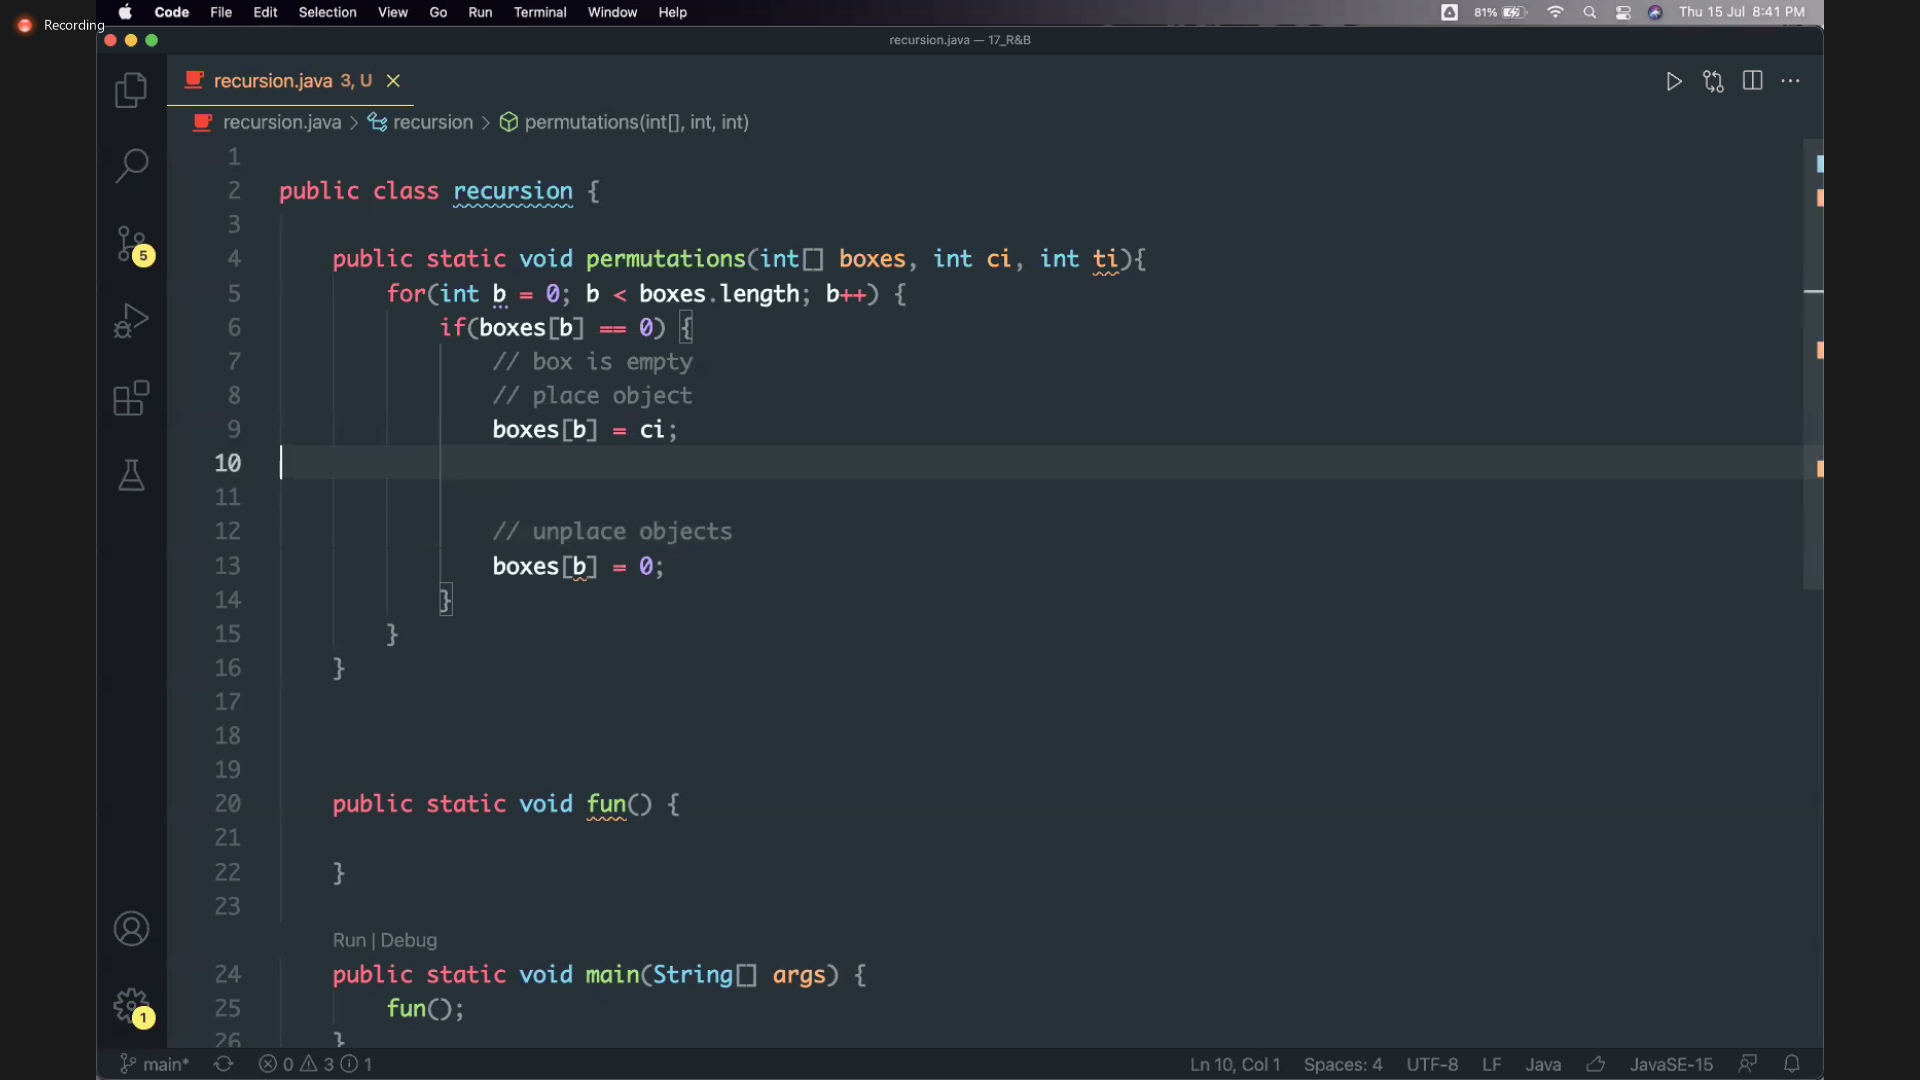 Recording
Code File Edit Selection View Go Run Terminal Window Help
81% Thu 15 Jul 8:41 PM
recursion.java — 17_R&B
recursion.java 3, U
recursion.java > recursion > permutations(int[], int, int)
1
2 public class recursion {
3
4 public static void permutations(int[] boxes, int ci, int ti){
5 for(int b = 0; b < boxes.length; b++) {
6 if(boxes[b] == 0) {
7 // box is empty
8 // place object
9 boxes[b] = ci;
10
11
12 // unplace objects
13 boxes[b] = 0;
14 }
15 }
16 }
17
18
19
20 public static void fun() {
21
22 }
23
Run | Debug
24 public static void main(String[] args) {
25 fun();
26 }
5
1
main* 0 3 1 Ln 10, Col 1 Spaces: 4 UTF-8 LF Java JavaSE-15